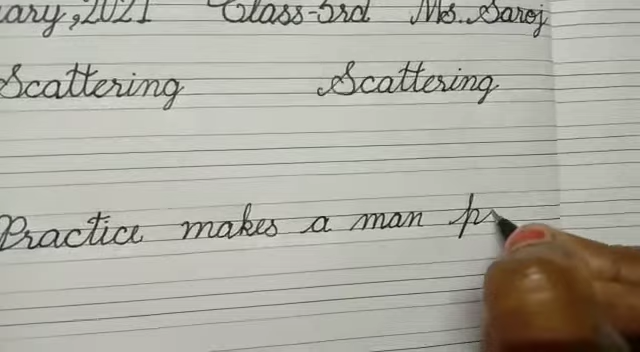 ary, 2021 Class-3rd Ms. Saroj
Scattering Scattering
Practice makes a man p